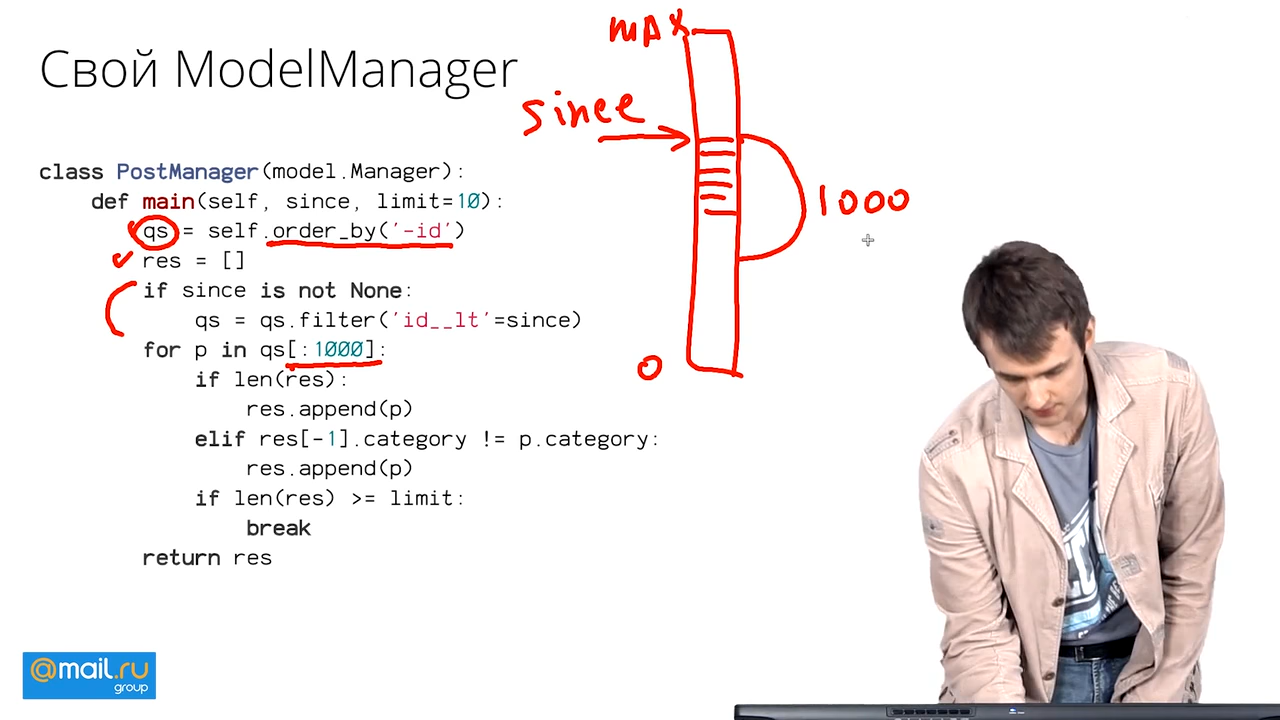 Свой ModelManager
class PostManager(model.Manager):
def main(self, since, limit=10):
qs = self.order_by('-id')
res = []
if since is not None:
qs = qs.filter('id__lt'=since)
for p in qs[:1000]:
if len(res):
res.append(p)
elif res[-1].category != p.category:
res.append(p)
if len(res) >= limit:
break
return res
max
since
1000
0
@mail.ru
group